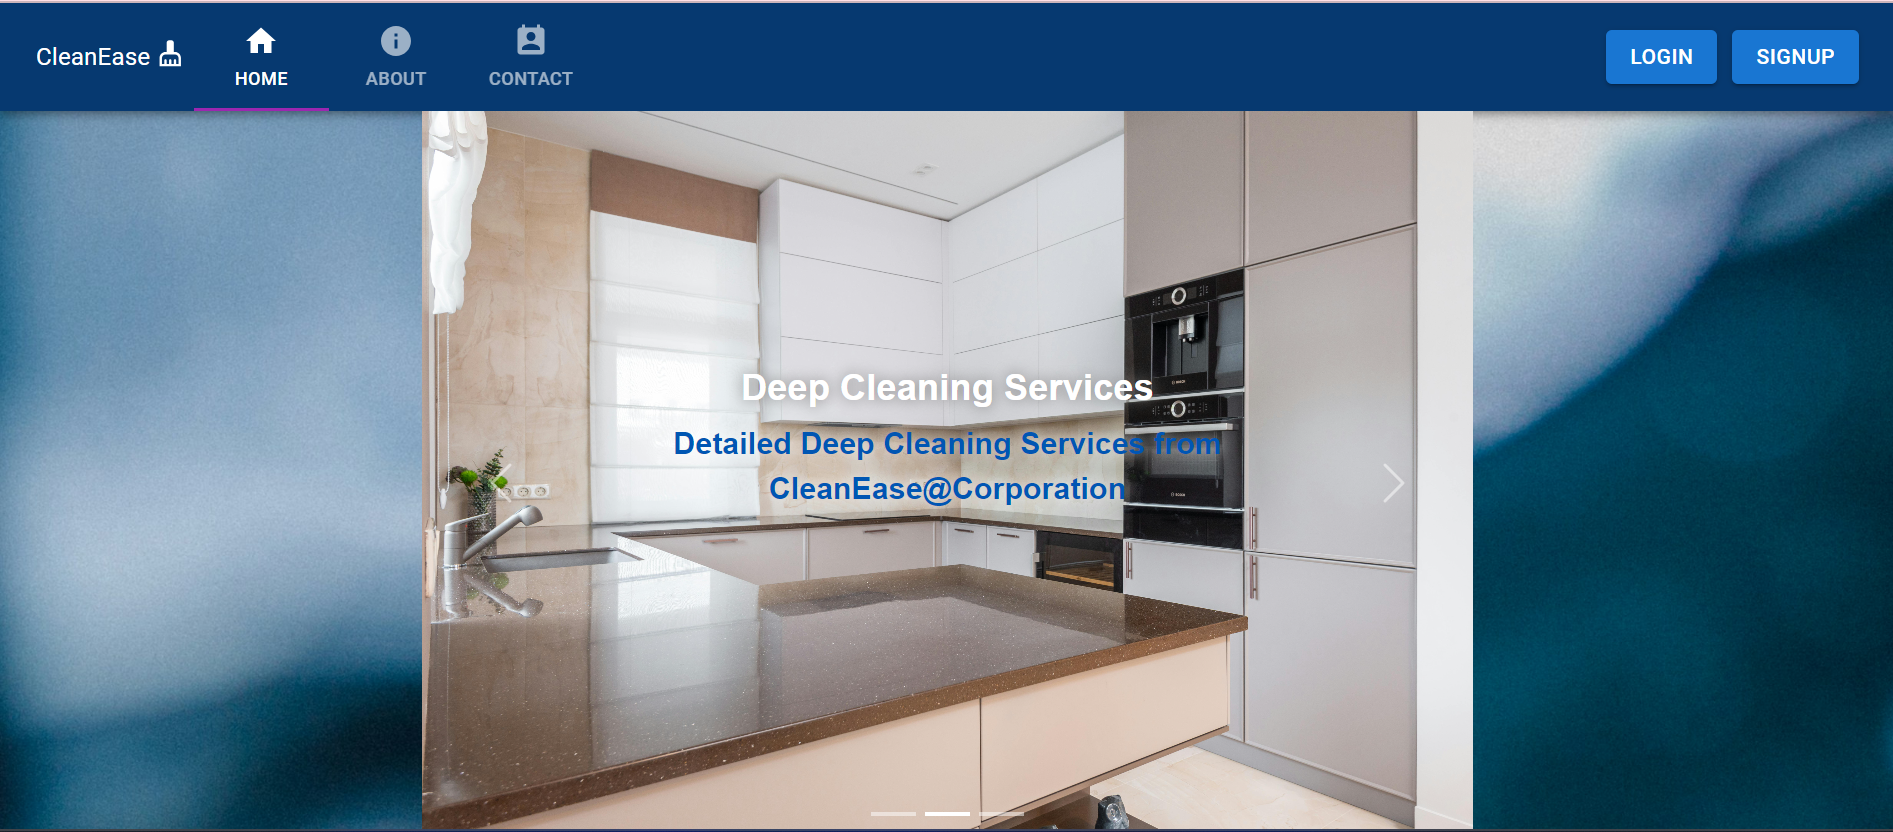 CleanEase
HOME
ABOUT
CONTACT
LOGIN
SIGNUP
Deep Cleaning Services
Detailed Deep Cleaning Services from
CleanEase@Corporation